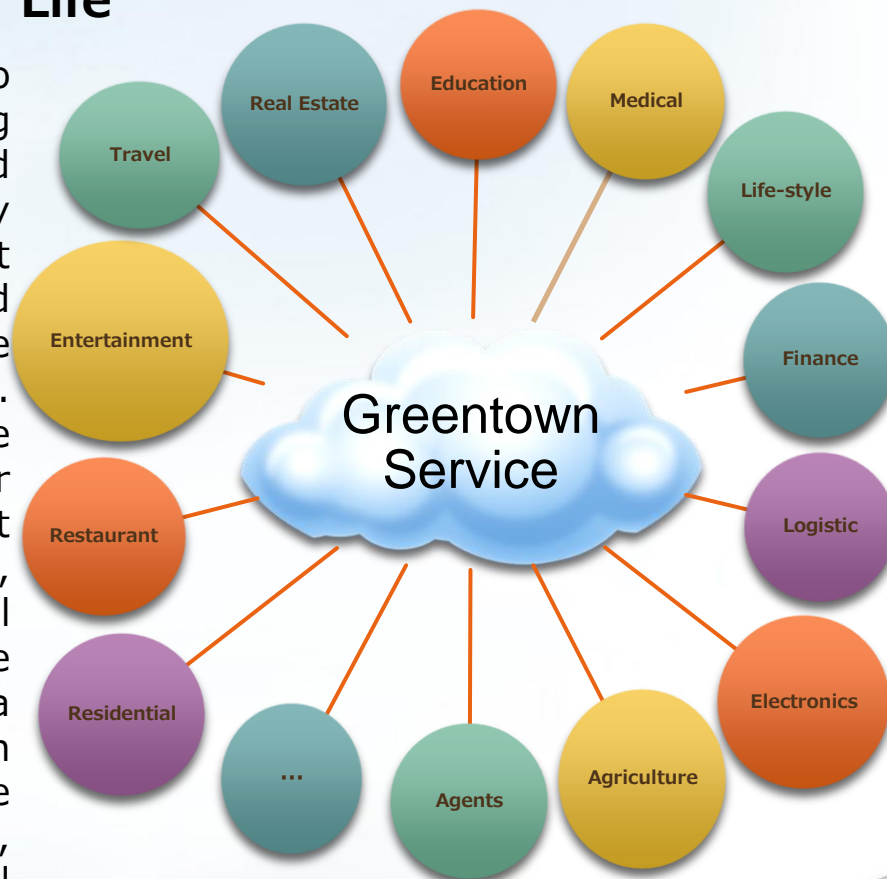 Life
Education
Medical
Real Estate
Travel
Life-style
Entertainment
Finance
Greentown
Service
Restaurant
Logistic
Residential
Electronics
...
Agriculture
Agents